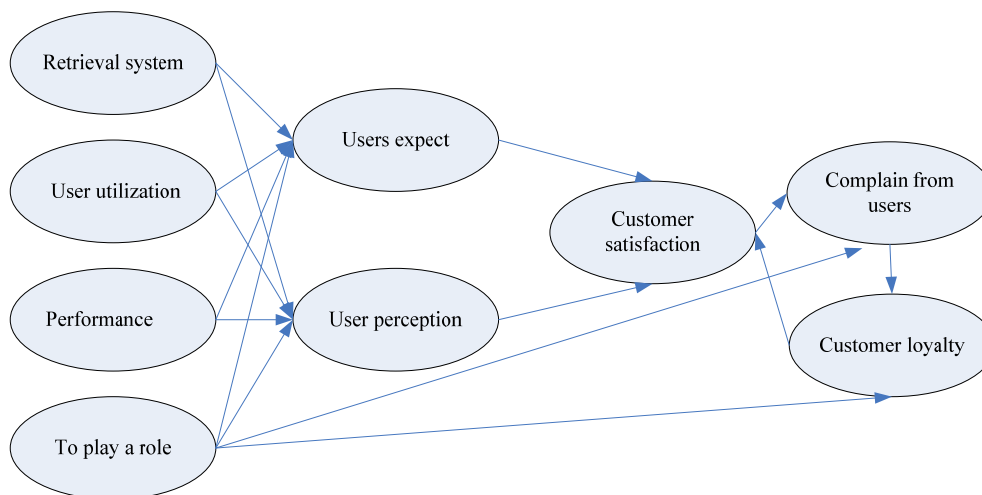 Retrieval system
User utilization
Performance
To play a role
Users expect
User perception
Customer
satisfaction
Complain from
users
Customer loyalty